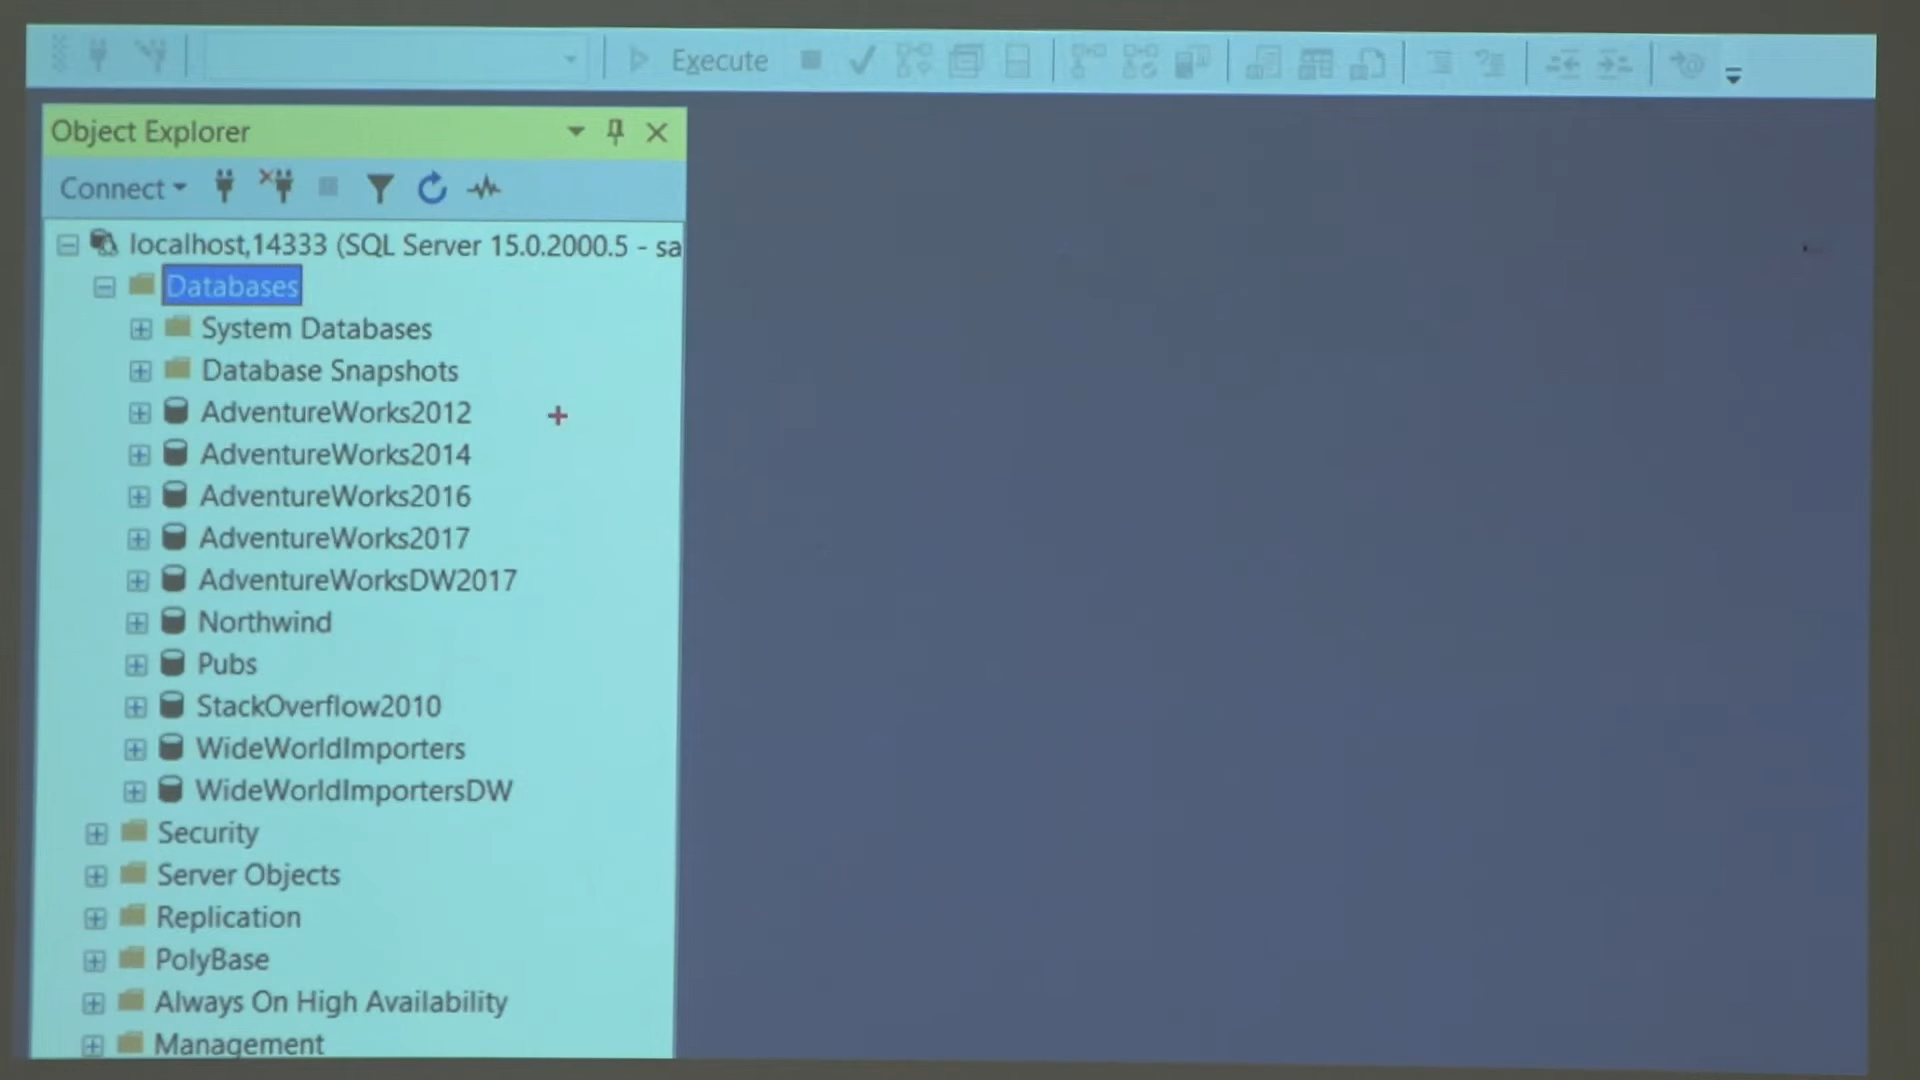 Execute
Object Explorer
Connect
localhost,14333 (SQL Server 15.0.2000.5 - sa
Databases
System Databases
Database Snapshots
AdventureWorks2012
AdventureWorks2014
AdventureWorks2016
AdventureWorks2017
AdventureWorksDW2017
Northwind
Pubs
StackOverflow2010
WideWorldImporters
WideWorldImportersDW
Security
Server Objects
Replication
PolyBase
Always On High Availability
Management